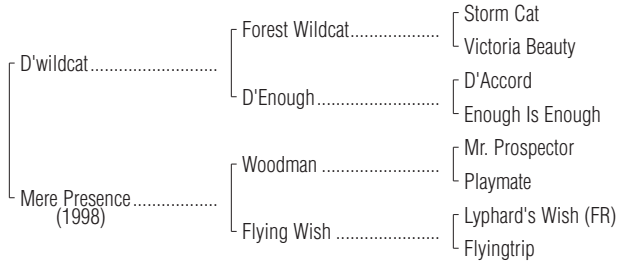 Storm Cat
Forest Wildcat....................
Victoria Beauty
D'wildcat............................
D'Accord
D'Enough...........................
Enough Is Enough
Mr. Prospector
Woodman ..........................
Playmate
Mere Presence..................
(1998)
Lyphard's Wish (FR)
Flying Wish .......................
Flyingtrip